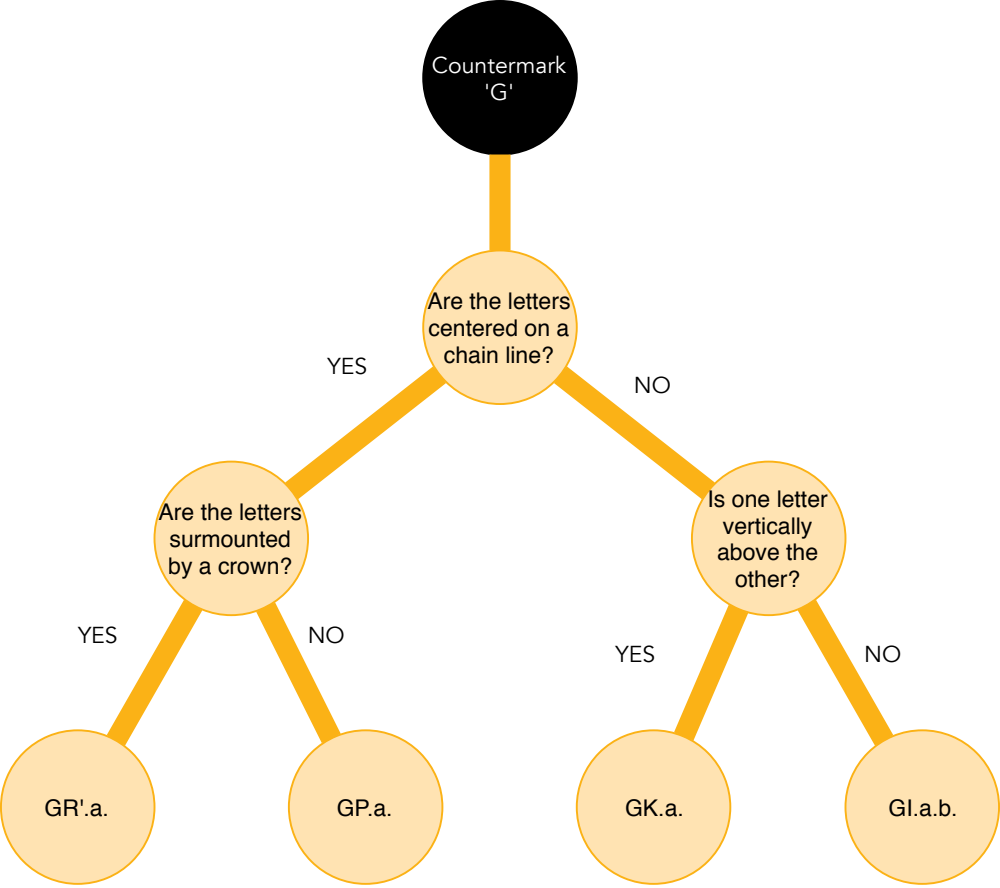 Countermark
'G'
Are the letters
centered on a
chain line?
YES
NO
Are the letters
surmounted
by a crown?
Is one letter
vertically
above the
other?
YES
NO
YES
NO
GR'.a.
GP.a.
GK.a.
GI.a.b.